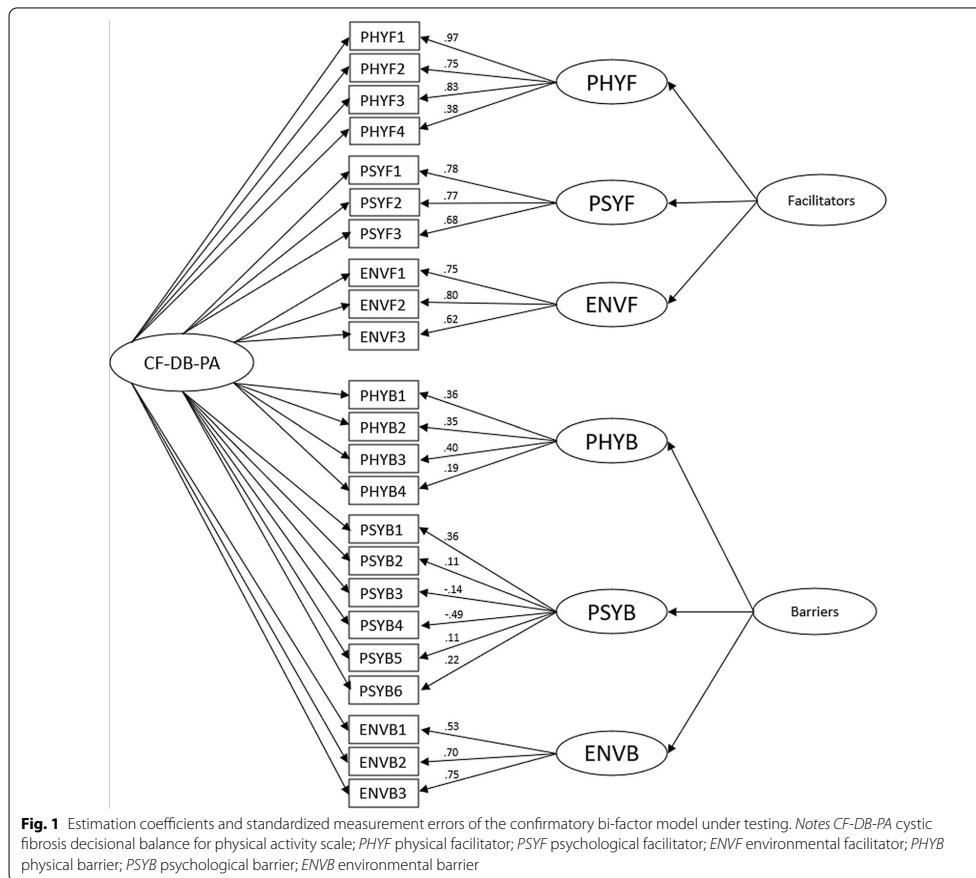 PHYF1
.97
PHYF2
.75
PHYF3
.83
PHYF4
.38
PHYF
PSYF1
.78
PSYF2
.77
PSYF3
.68
PSYF
Facilitators
ENVF1
.75
ENVF2
.80
ENVF3
.62
ENVF
CF-DB-PA
PHYB1
.36
PHYB2
.35
PHYB3
.40
PHYB4
.19
PHYB
PSYB1
.36
PSYB2
.11
PSYB3
-.14
PSYB4
-.49
PSYB5
.11
PSYB6
.22
PSYB
Barriers
ENVB1
.53
ENVB2
.70
ENVB3
.75
ENVB
Fig. 1 Estimation coefficients and standardized measurement errors of the confirmatory bi-factor model under testing. Notes CF-DB-PA cystic
fibrosis decisional balance for physical activity scale; PHYF physical facilitator; PSYF psychological facilitator; ENVF environmental facilitator; PHYB
physical barrier; PSYB psychological barrier; ENVB environmental barrier